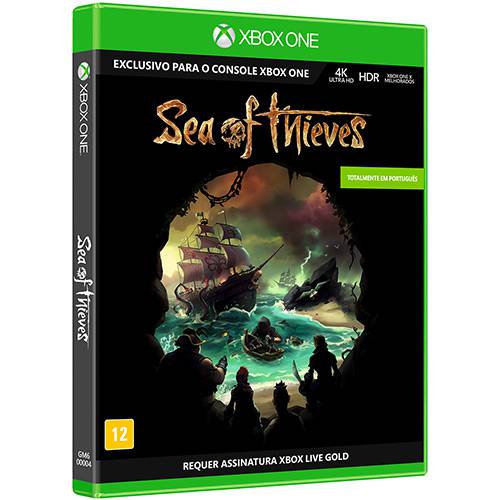 XBOX ONE
EXCLUSIVO PARA O CONSOLE XBOX ONE
4K
ULTRA HD
HDR
XBOX ONE X
MELHORADOS
Sea of Thieves
TOTALMENTE EM PORTUGUÊS
12
REQUER ASSINATURA XBOX LIVE GOLD
XBOX ONE
Sea of Thieves
GM6
00004